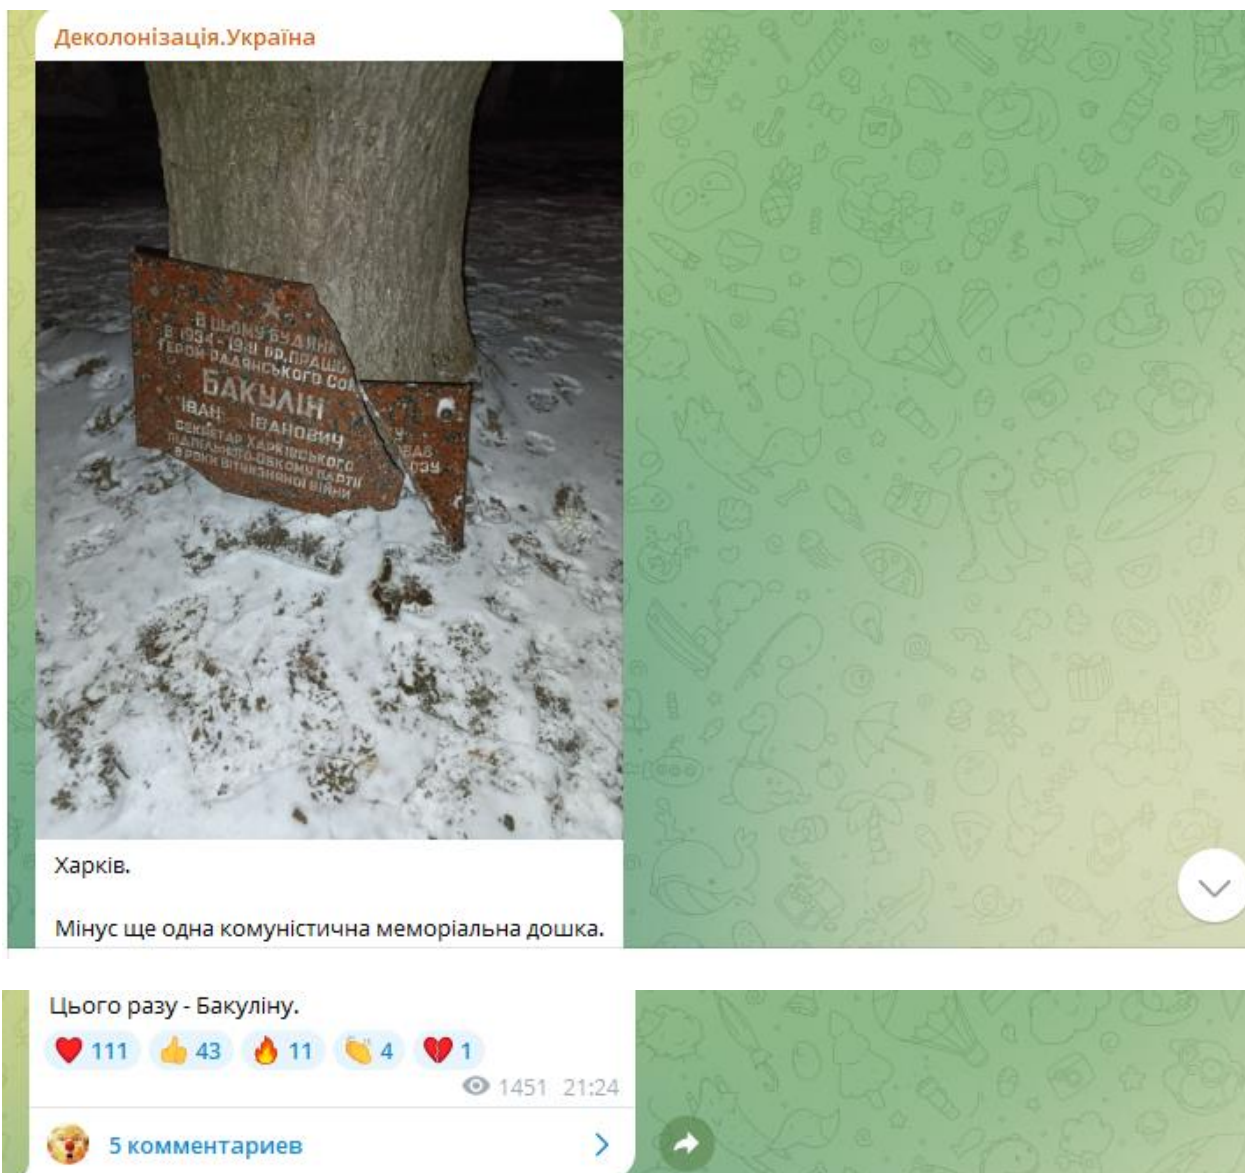 Деколонізація.Україна
В ЦЬОМУ БУДИНКУ
В 1934-1941 РР. ПРАЦЮВАВ
ГЕРОЙ РАДЯНСЬКОГО СОЮЗУ
БАКУЛІН
ІВАН ІВАНОВИЧ
СЕКРЕТАР ХАРКІВСЬКОГО
ПІДПІЛЬНОГО ОБКОМУ ПАРТІЇ
В РОКИ ВІТЧИЗНЯНОЇ ВІЙНИ
Харків.
Мінус ще одна комуністична меморіальна дошка.
Цього разу - Бакуліну.
111 43 11 4 1
1451 21:24
5 комментариев